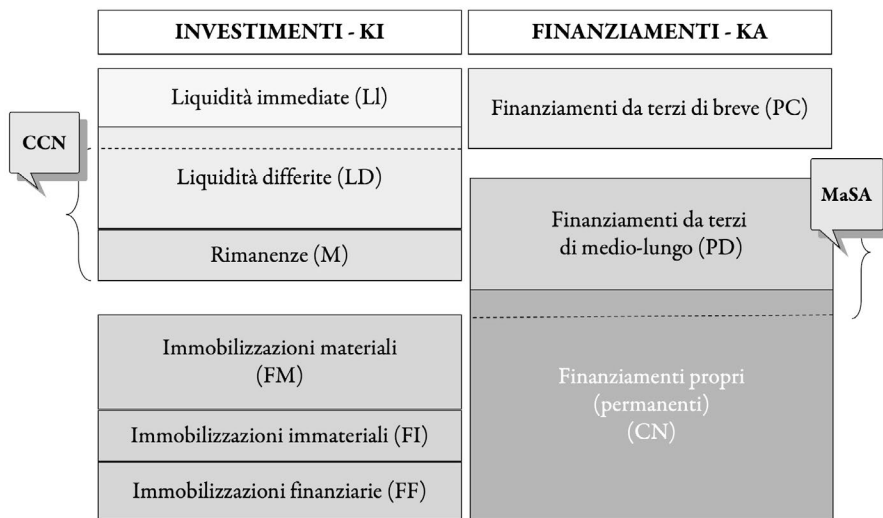 INVESTIMENTI - KI
FINANZIAMENTI - KA
Liquidità immediate (Ll)
Finanziamenti da terzi di breve (PC)
CCN
Liquidità differite (LD)
MaSA
Finanziamenti da terzi
di medio-lungo (PD)
Rimanenze (M)
Immobilizzazioni materiali
(FM)
Finanziamenti propri
(permanenti)
(CN)
Immobilizzazioni immateriali (FI)
Immobilizzazioni finanziarie (FF)